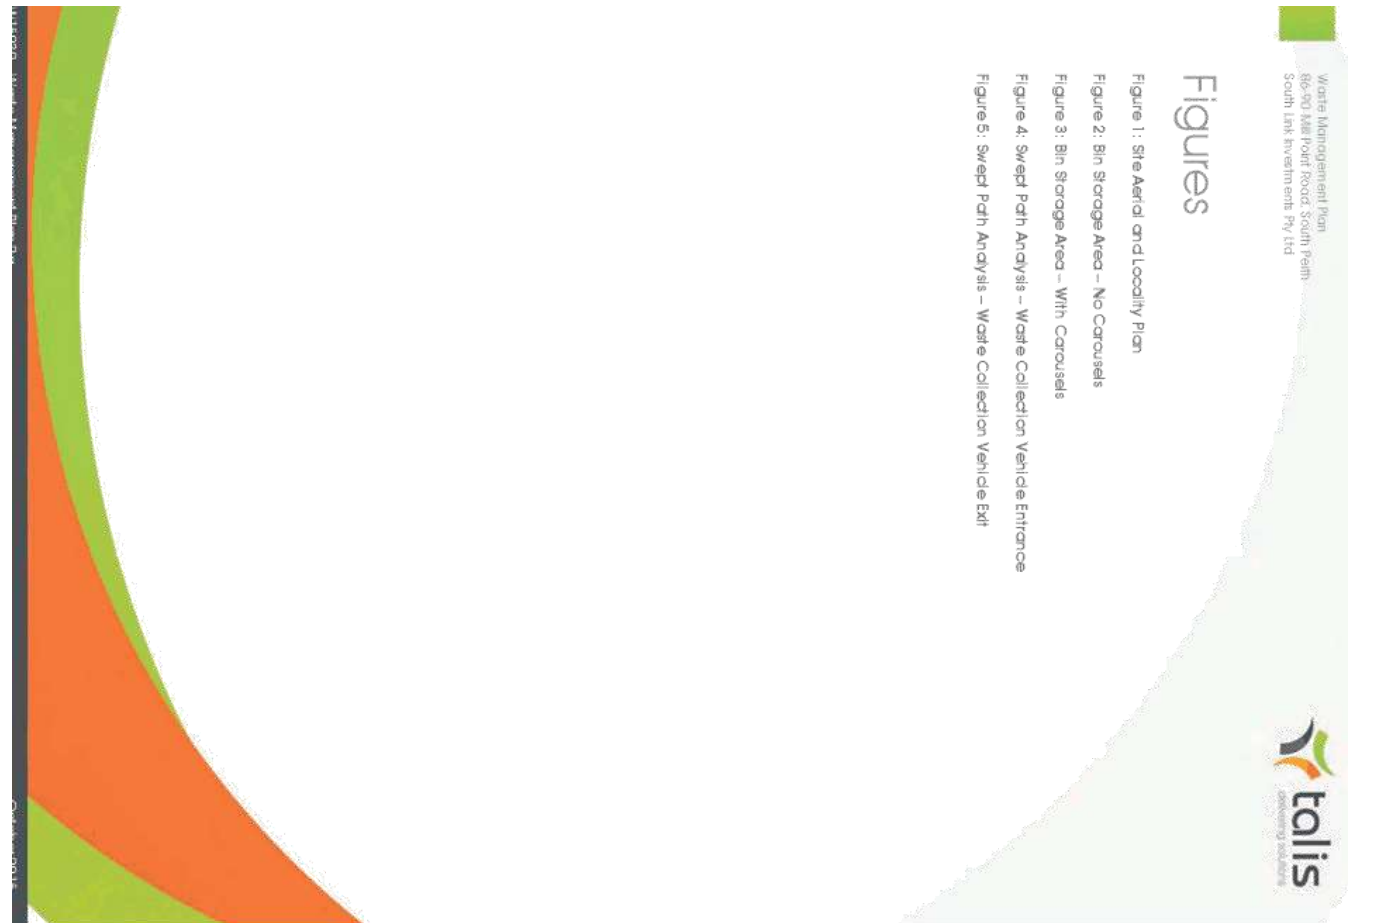 Waste Management Plan
86-90 Mill Point Road, South Perth
South Link Investments Pty Ltd
talis
delivering solutions
Figures
Figure 1: Site Aerial and Locality Plan
Figure 2: Bin Storage Area – No Carousels
Figure 3: Bin Storage Area – With Carousels
Figure 4: Swept Path Analysis – Waste Collection Vehicle Entrance
Figure 5: Swept Path Analysis – Waste Collection Vehicle Exit